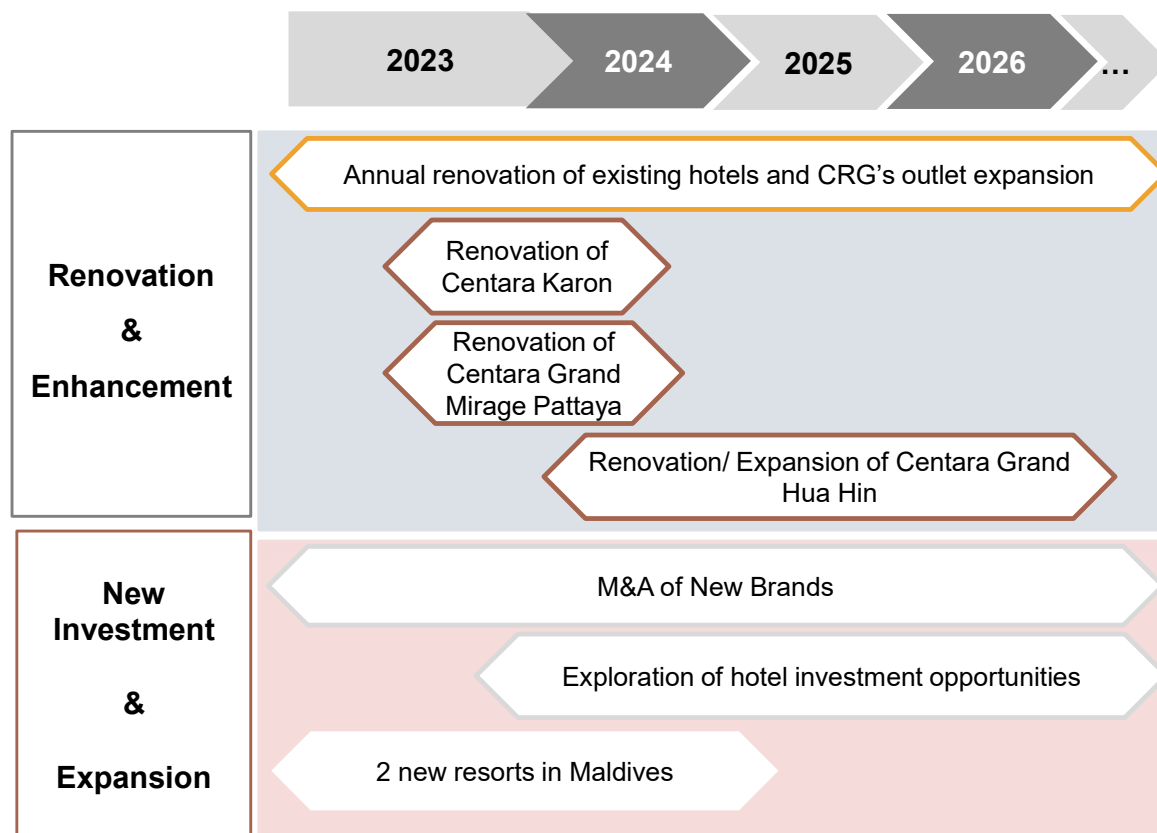 2023
2024
2025
2026
...
Renovation
&
Enhancement
Annual renovation of existing hotels and CRG's outlet expansion
Renovation of
Centara Karon
Renovation of
Centara Grand
Mirage Pattaya
Renovation/ Expansion of Centara Grand
Hua Hin
New
Investment
&
Expansion
M&A of New Brands
Exploration of hotel investment opportunities
2 new resorts in Maldives